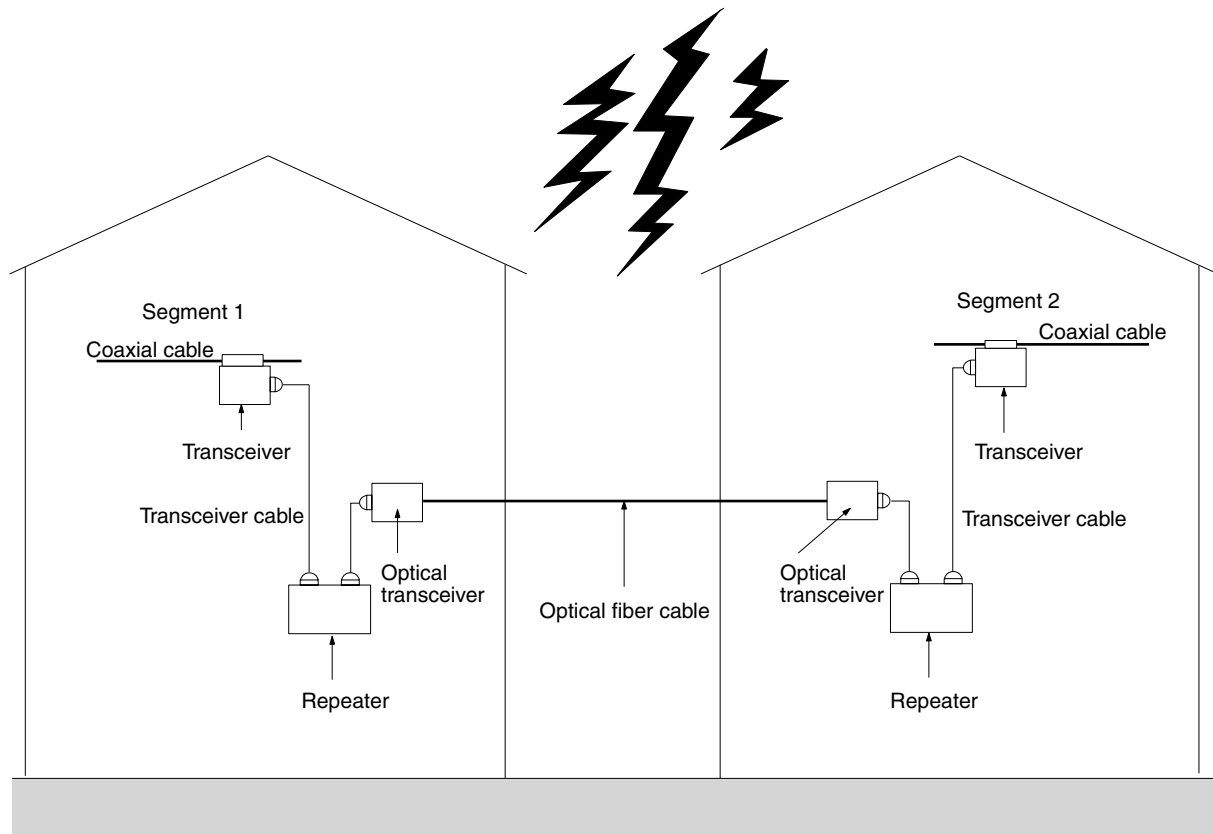 Segment 1
Coaxial cable
Transceiver
Transceiver cable
Optical
transceiver
Repeater
Optical fiber cable
Segment 2
Coaxial cable
Transceiver
Transceiver cable
Optical
transceiver
Repeater